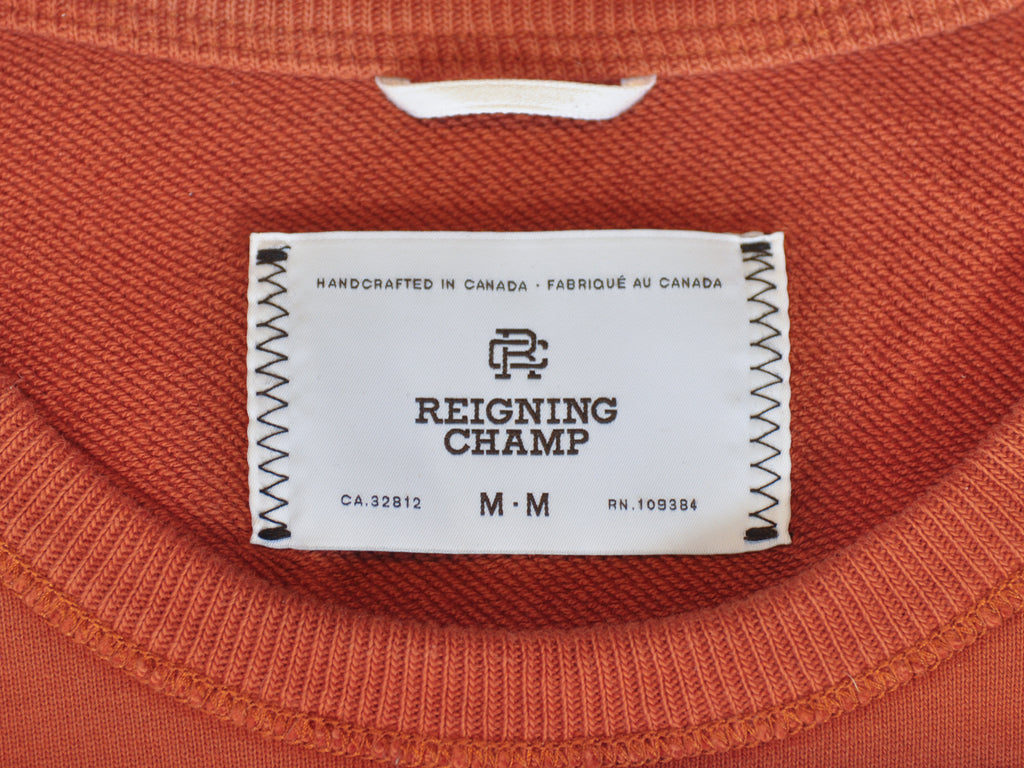 HANDCRAFTED IN CANADA · FABRIQUÉ AU CANADA
RC
REIGNING
CHAMP
CA.32812 M·M RN.109384